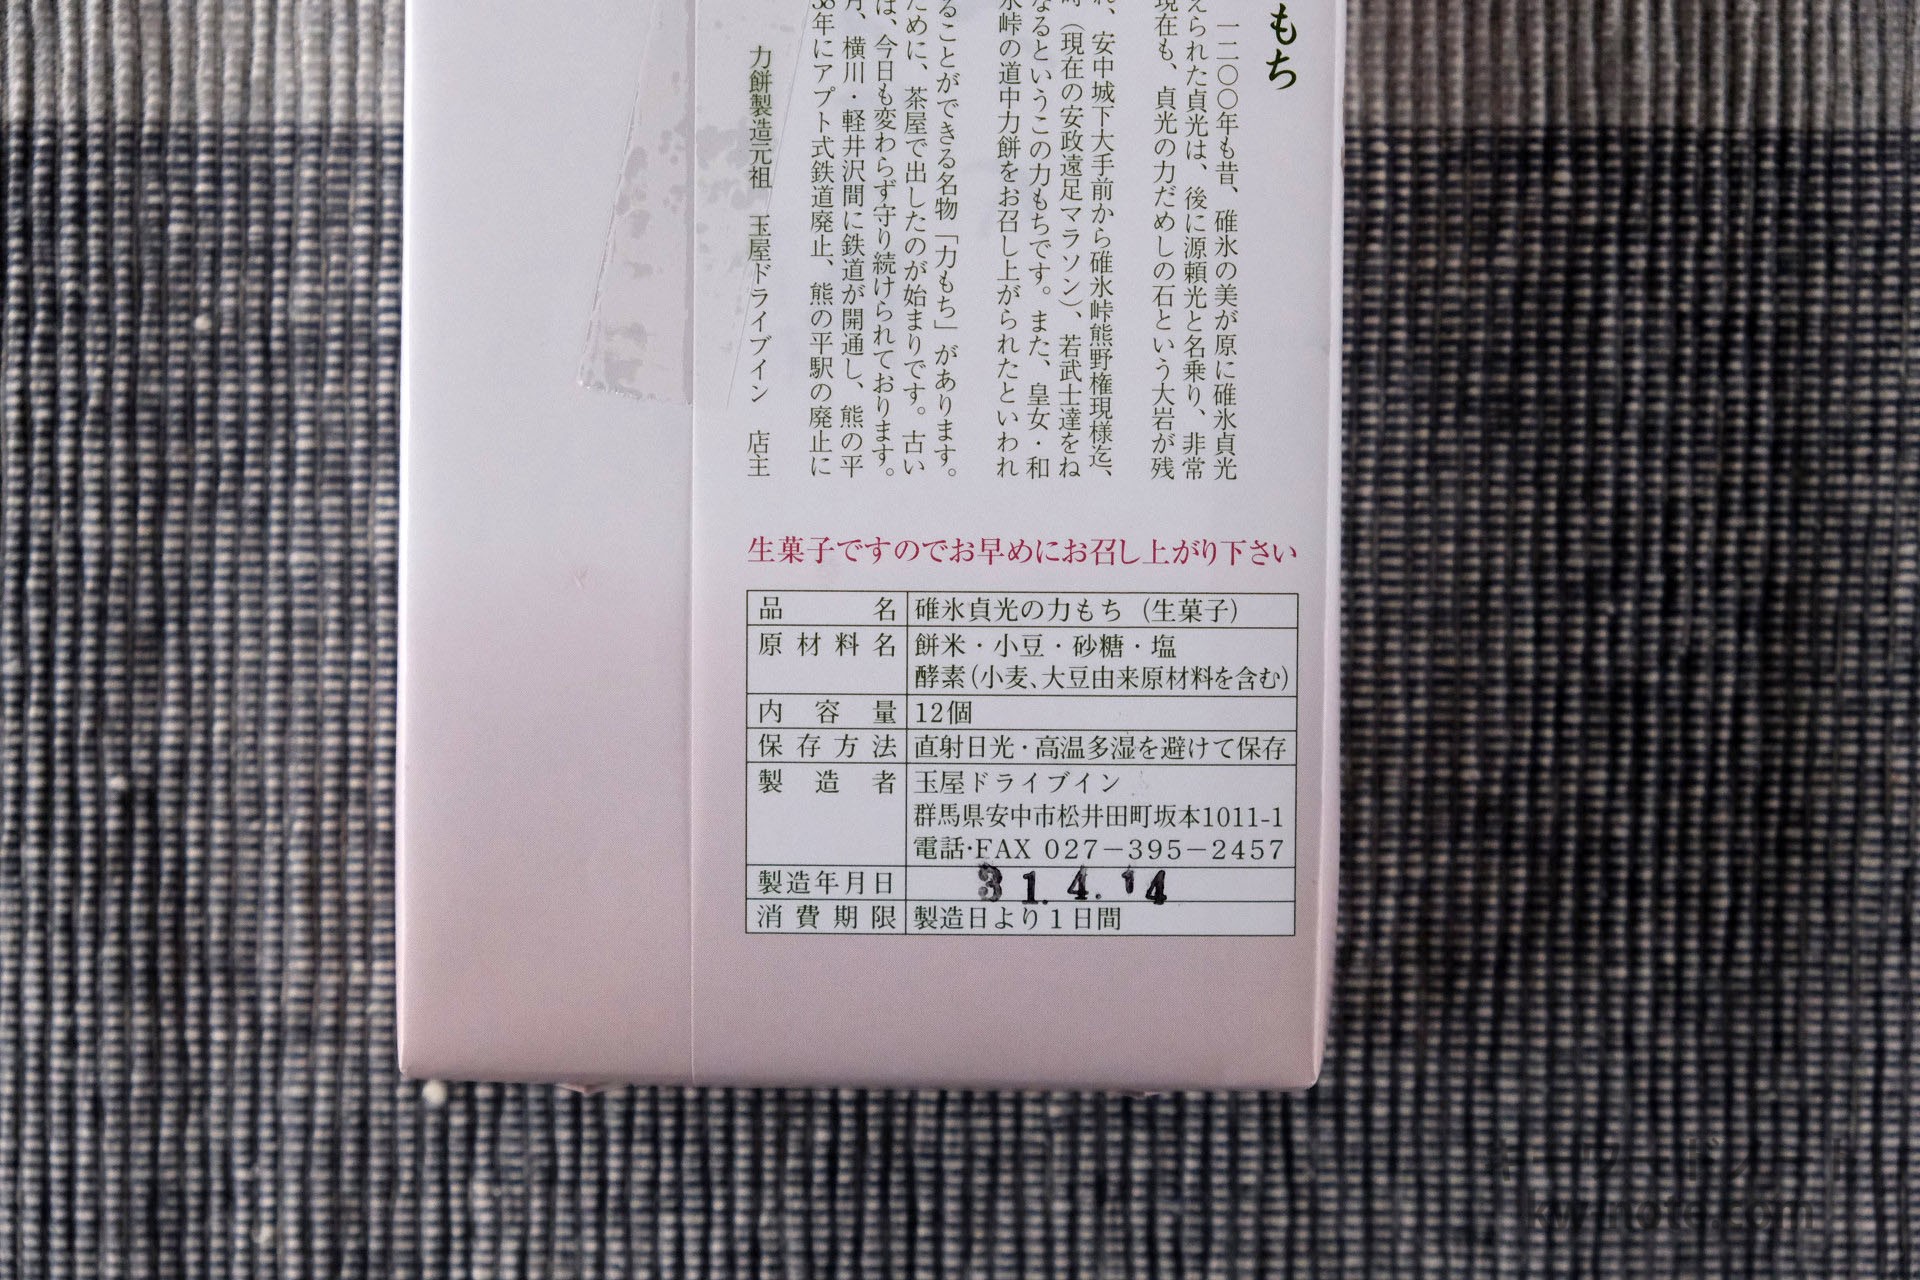 もち
一二〇〇年も昔、碓氷の美が原に碓氷貞光
えられた貞光は、後に源頼光と名乗り、非常
現在も、貞光の力だめしの石という大岩が残
れ、安中城下大手前から碓氷峠熊野権現様迄、
時(現在の安政遠足マラソン)、若武士達をね
なるというこの力もちです。また、皇女・和
氷峠の道中力餅をお召し上がられたといわれ
ることができる名物「力もち」があります。
ために、茶屋で出したのが始まりです。古い
は、今日も変わらず守り続けられております。
月、横川・軽井沢間に鉄道が開通し、熊の平
38年にアプト式鉄道廃止、熊の平駅の廃止に
力餅製造元祖 玉屋ドライブイン 店主
生菓子ですのでお早めにお召し上がり下さい
品名 碓氷貞光の力もち(生菓子)
原材料名 餅米・小豆・砂糖・塩
酵素(小麦、大豆由来原材料を含む)
内容量 12個
保存方法 直射日光・高温多湿を避けて保存
製造者 玉屋ドライブイン
群馬県安中市松井田町坂本1011-1
電話・FAX 027-395-2457
製造年月日 31.4.14
消費期限 製造日より1日間
kwrnote.com